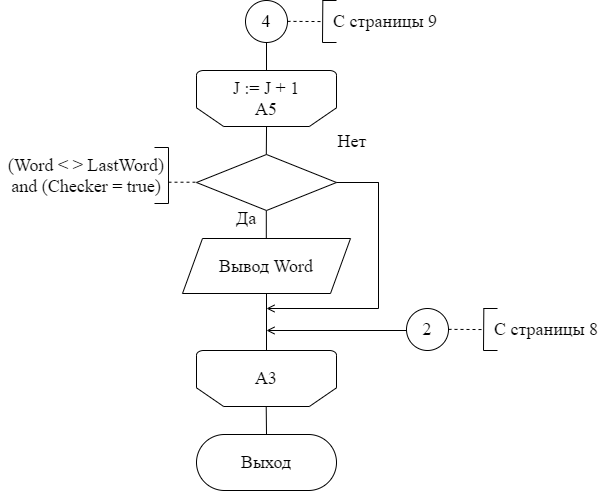 4
С страницы 9
J := J + 1
A5
Нет
(Word < > LastWord)
and (Checker = true)
Да
Вывод Word
2
С страницы 8
A3
Выход